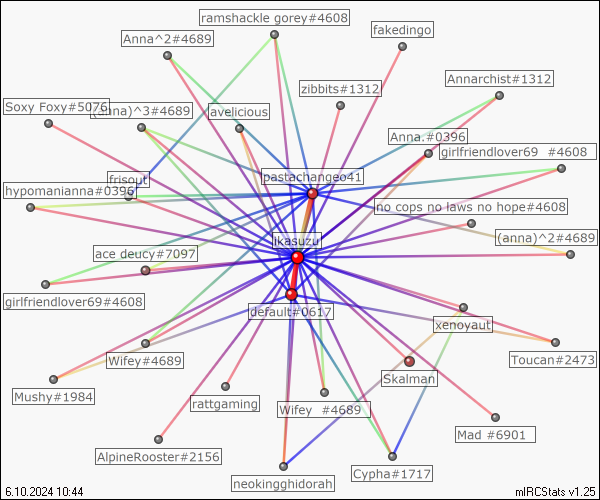 ramshackle gorey#4608
Anna^2#4689
fakedingo
Annarchist#1312
zibbits#1312
Soxy Foxy#5076
(anna)^3#4689
avelicious
Anna.#0396
girlfriendlover69 #4608
pastachangeo41
frisout
hypomanianna#0396
no cops no laws no hope#4608
ikasuzu
(anna)^2#4689
ace deucy#7097
girlfriendlover69#4608
default#0617
xenoyaut
Wifey#4689
Toucan#2473
Skalman
Mushy#1984
rattgaming
Wifey #4689
Mad #6901
AlpineRooster#2156
Cypha#1717
neokingghidorah
6.10.2024 10:44
mIRCStats v1.25